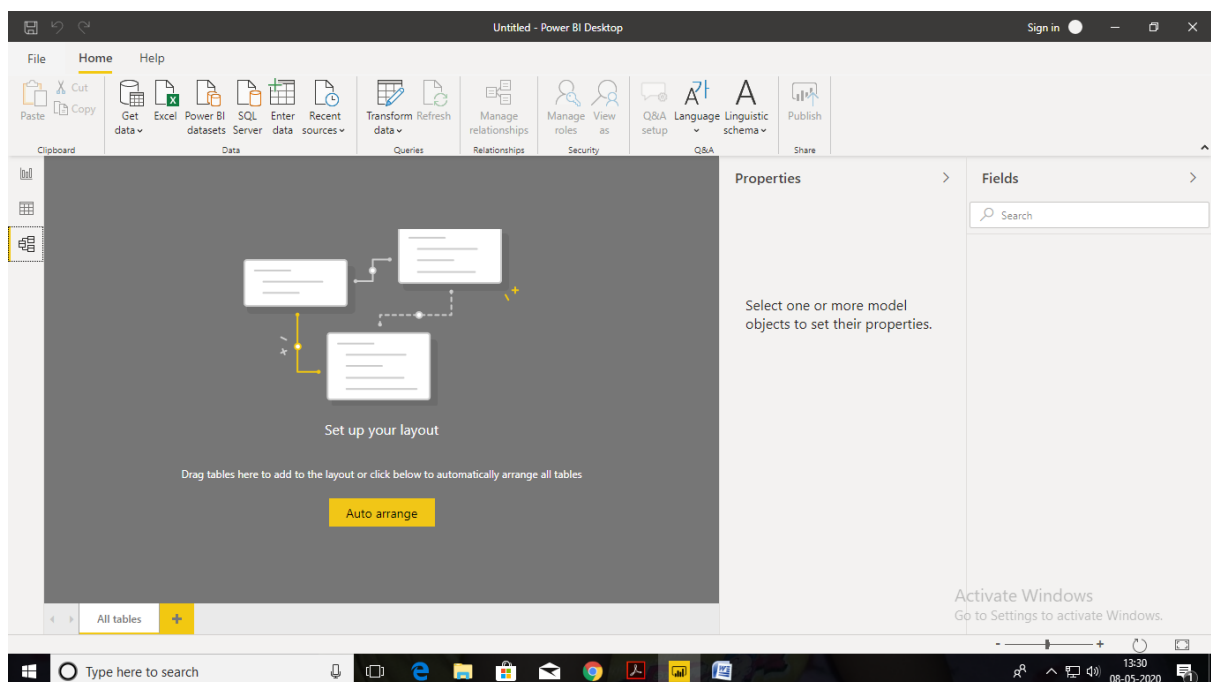 Untitled - Power BI Desktop
Sign in
File Home Help
Paste
Cut
Copy
Clipboard
Get data
Excel
Power BI datasets
SQL Server
Enter data
Recent sources
Data
Transform data
Refresh
Queries
Manage relationships
Relationships
Manage roles
View as
Security
Q&A setup
Language
Linguistic schema
Q&A
Publish
Share
Set up your layout
Drag tables here to add to the layout or click below to automatically arrange all tables
Auto arrange
Properties
Select one or more model
objects to set their properties.
Fields
Search
All tables
Activate Windows
Go to Settings to activate Windows.
Type here to search
13:30
08-05-2020